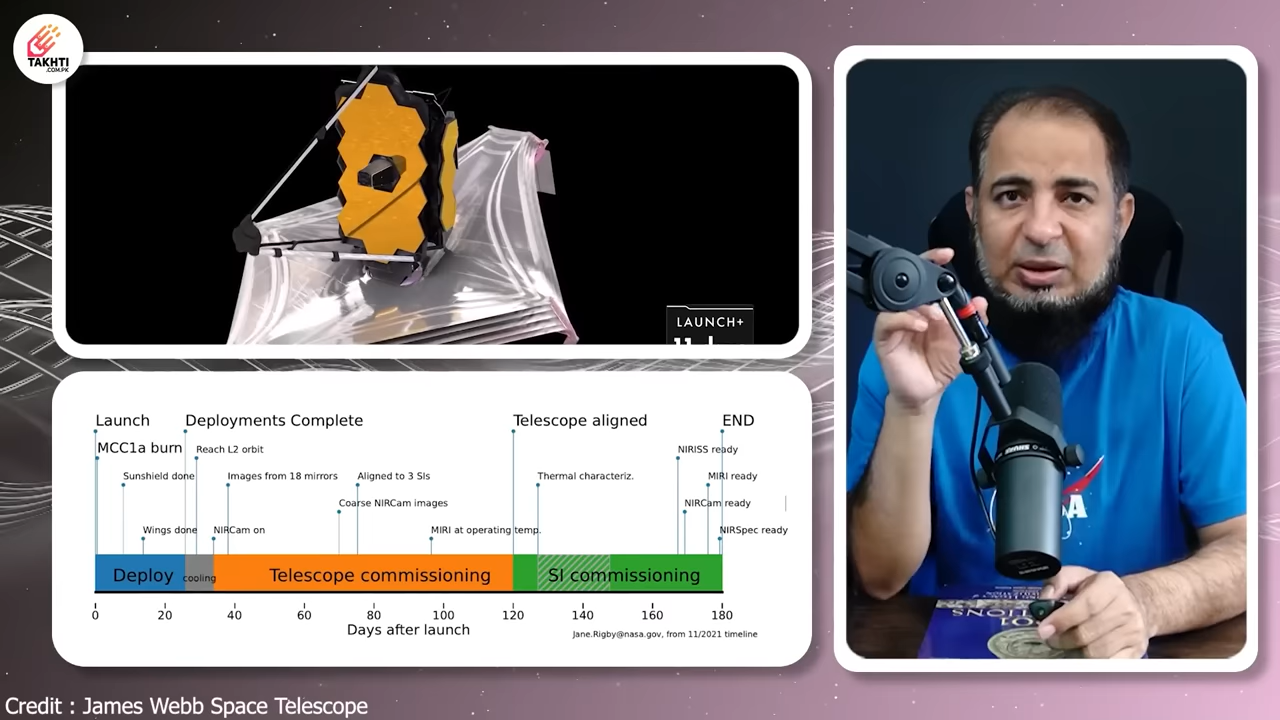 TAKHTI
.COM.PK
LAUNCH+
Launch
Deployments Complete
Telescope aligned
END
MCC1a burn
Reach L2 orbit
NIRISS ready
Sunshield done
Images from 18 mirrors
Aligned to 3 SIs
Thermal characteriz.
MIRI ready
Coarse NIRCam images
NIRCam ready
Wings done
NIRCam on
MIRI at operating temp.
NIRSpec ready
Deploy
cooling
Telescope commissioning
SI commissioning
0 20 40 60 80 100 120 140 160 180
Days after launch
Jane.Rigby@nasa.gov, from 11/2021 timeline
SHURE
Credit : James Webb Space Telescope